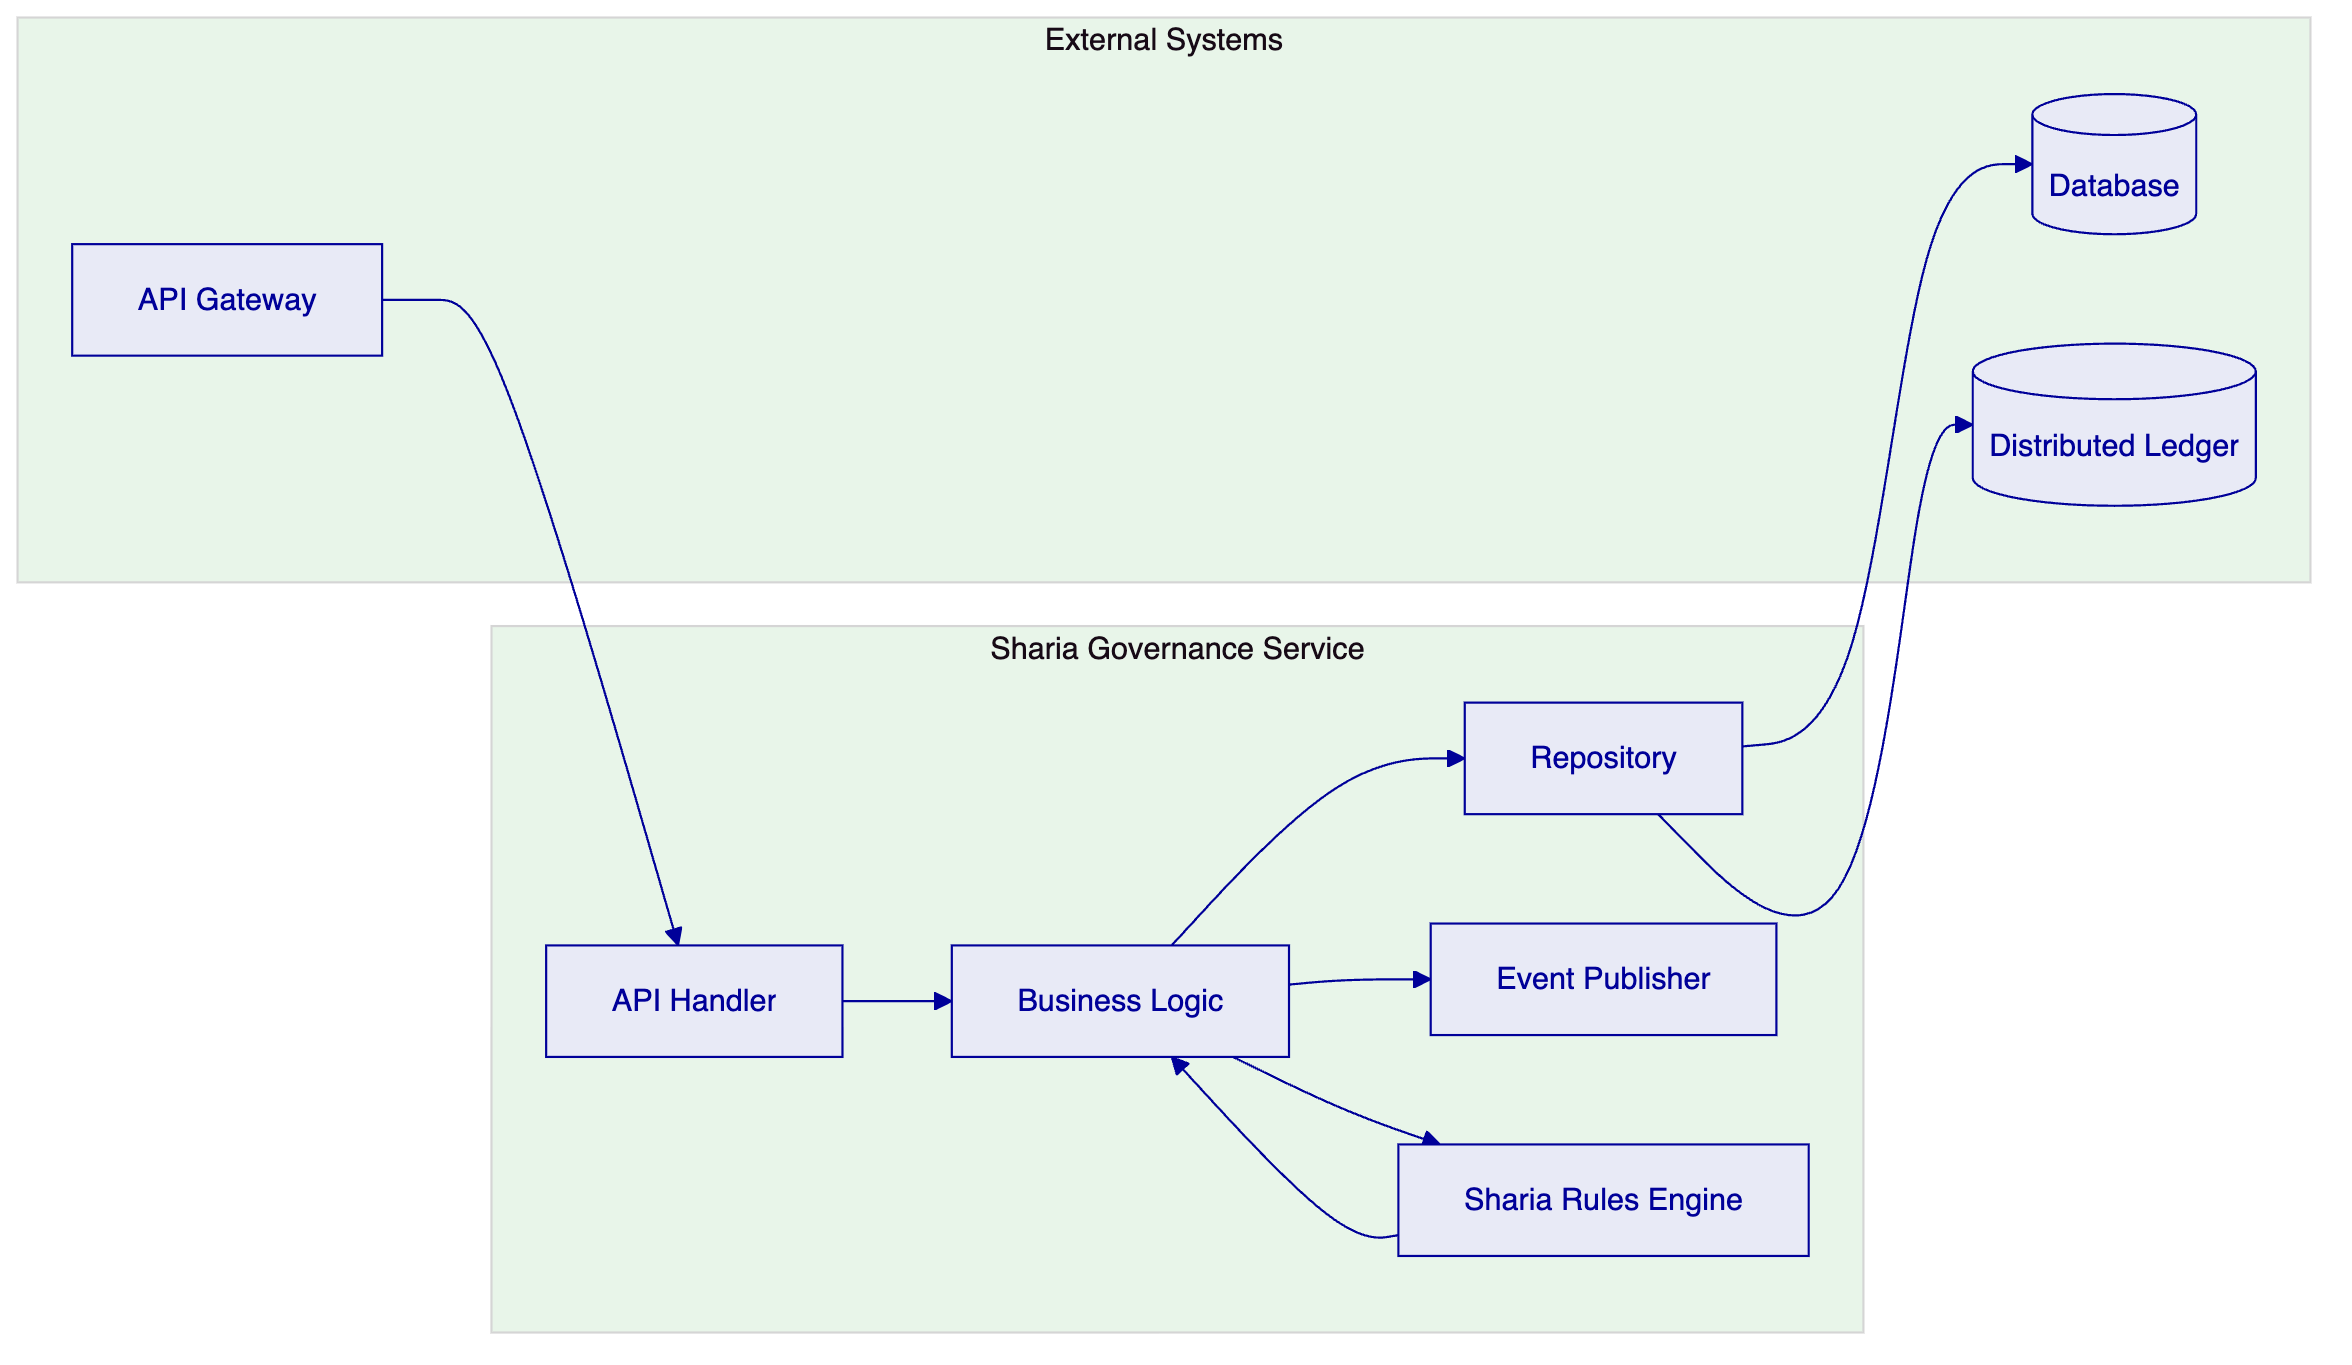 External Systems
Database
API Gateway
Distributed Ledger
Sharia Governance Service
Repository
Event Publisher
API Handler
Business Logic
Sharia Rules Engine